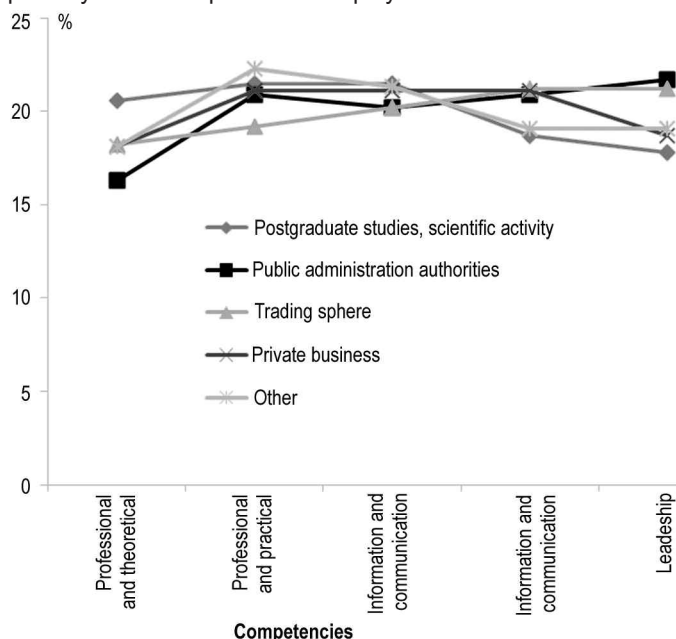 25
%
20
15
10
5
0
Postgraduate studies, scientific activity
Public administration authorities
Trading sphere
Private business
Other
Professional
and theoretical
Professional
and practical
Information and
communication
Information and
communication
Leadeship
Competencies